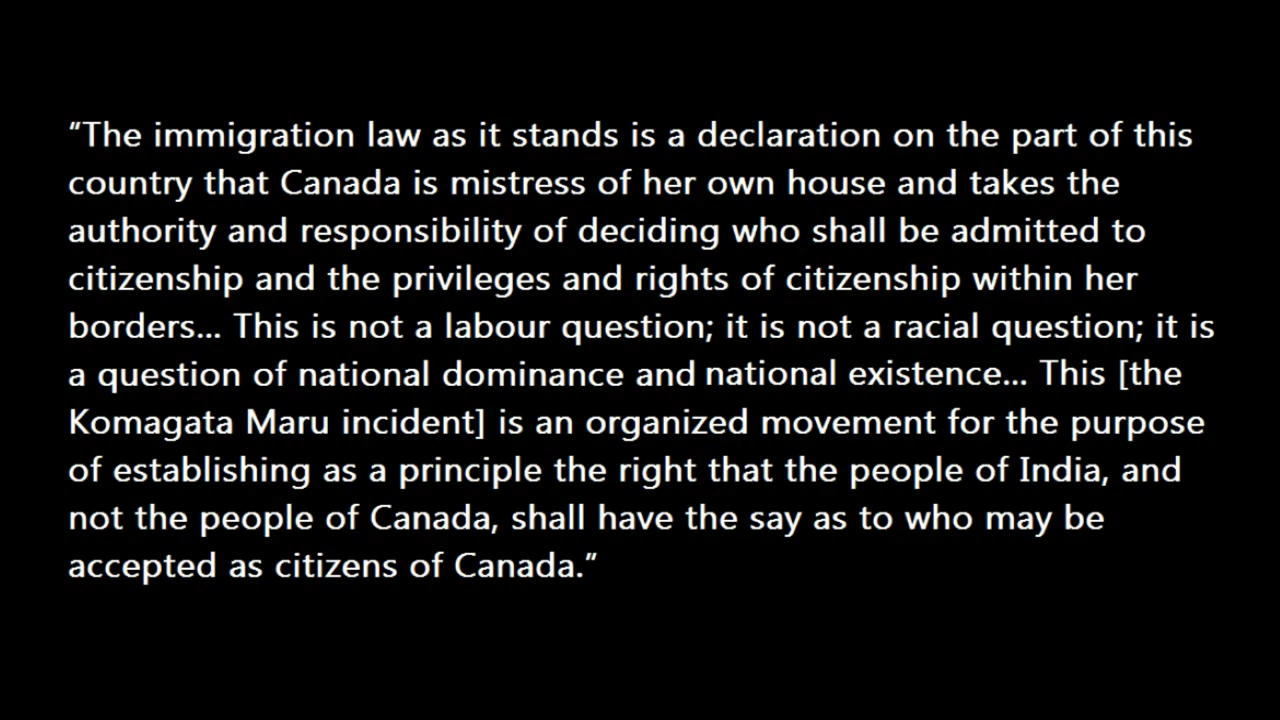 “The immigration law as it stands is a declaration on the part of this
country that Canada is mistress of her own house and takes the
authority and responsibility of deciding who shall be admitted to
citizenship and the privileges and rights of citizenship within her
borders... This is not a labour question; it is not a racial question; it is
a question of national dominance and national existence... This [the
Komagata Maru incident] is an organized movement for the purpose
of establishing as a principle the right that the people of India, and
not the people of Canada, shall have the say as to who may be
accepted as citizens of Canada.”